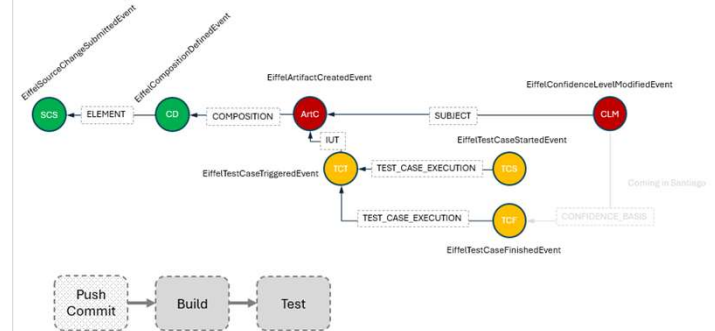 EiffelSourceChangeSubmittedEvent
EiffelCompositionDefinedEvent
EiffelArtifactCreatedEvent
EiffelConfidenceLevelModifiedEvent
SCS
ELEMENT
CD
COMPOSITION
ArtC
SUBJECT
CLM
IUT
EiffelTestCaseStartedEvent
EiffelTestCaseTriggeredEvent
TCT
TEST_CASE_EXECUTION
TCS
Coming in Santiago
TEST_CASE_EXECUTION
TCF
CONFIDENCE_BASIS
EiffelTestCaseFinishedEvent
Push
Commit
Build
Test